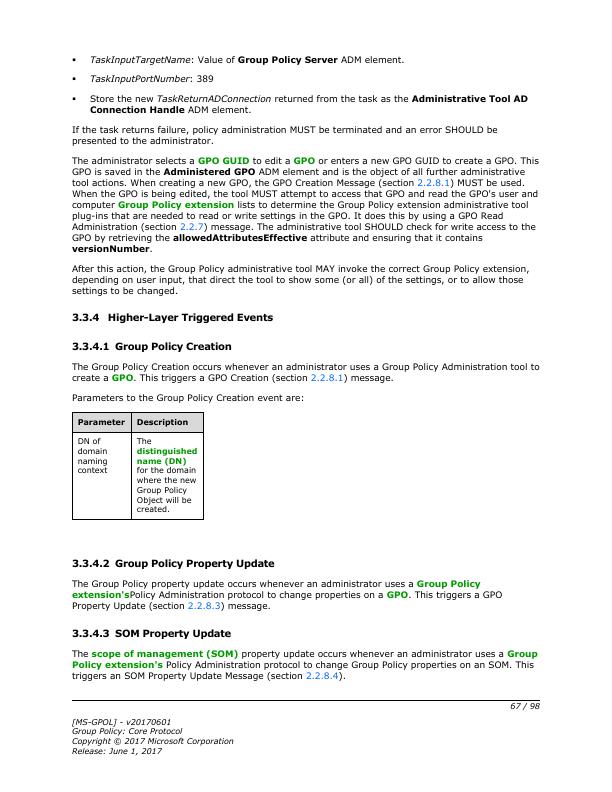 ▪ TaskInputTargetName: Value of Group Policy Server ADM element.
▪ TaskInputPortNumber: 389
▪ Store the new TaskReturnADConnection returned from the task as the Administrative Tool AD
Connection Handle ADM element.
If the task returns failure, policy administration MUST be terminated and an error SHOULD be
presented to the administrator.
The administrator selects a GPO GUID to edit a GPO or enters a new GPO GUID to create a GPO. This
GPO is saved in the Administered GPO ADM element and is the object of all further administrative
tool actions. When creating a new GPO, the GPO Creation Message (section 2.2.8.1) MUST be used.
When the GPO is being edited, the tool MUST attempt to access that GPO and read the GPO's user and
computer Group Policy extension lists to determine the Group Policy extension administrative tool
plug-ins that are needed to read or write settings in the GPO. It does this by using a GPO Read
Administration (section 2.2.7) message. The administrative tool SHOULD check for write access to the
GPO by retrieving the allowedAttributesEffective attribute and ensuring that it contains
versionNumber.
After this action, the Group Policy administrative tool MAY invoke the correct Group Policy extension,
depending on user input, that direct the tool to show some (or all) of the settings, or to allow those
settings to be changed.
3.3.4 Higher-Layer Triggered Events
3.3.4.1 Group Policy Creation
The Group Policy Creation occurs whenever an administrator uses a Group Policy Administration tool to
create a GPO. This triggers a GPO Creation (section 2.2.8.1) message.
Parameters to the Group Policy Creation event are:
Parameter Description
DN of
domain
naming
context
The
distinguished
name (DN)
for the domain
where the new
Group Policy
Object will be
created.
3.3.4.2 Group Policy Property Update
The Group Policy property update occurs whenever an administrator uses a Group Policy
extension'sPolicy Administration protocol to change properties on a GPO. This triggers a GPO
Property Update (section 2.2.8.3) message.
3.3.4.3 SOM Property Update
The scope of management (SOM) property update occurs whenever an administrator uses a Group
Policy extension's Policy Administration protocol to change Group Policy properties on an SOM. This
triggers an SOM Property Update Message (section 2.2.8.4).
67 / 98
[MS-GPOL] - v20170601
Group Policy: Core Protocol
Copyright © 2017 Microsoft Corporation
Release: June 1, 2017